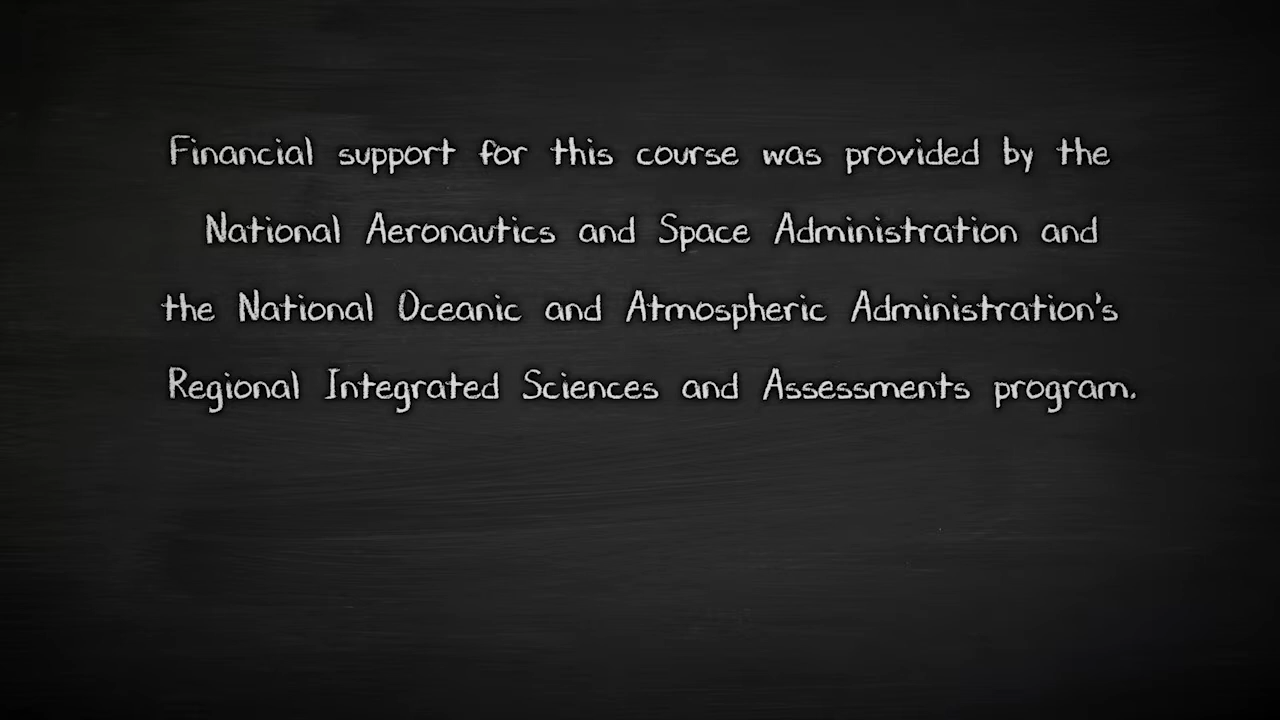 Financial support for this course was provided by the
National Aeronautics and Space Administration and
the National Oceanic and Atmospheric Administration's
Regional Integrated Sciences and Assessments program.